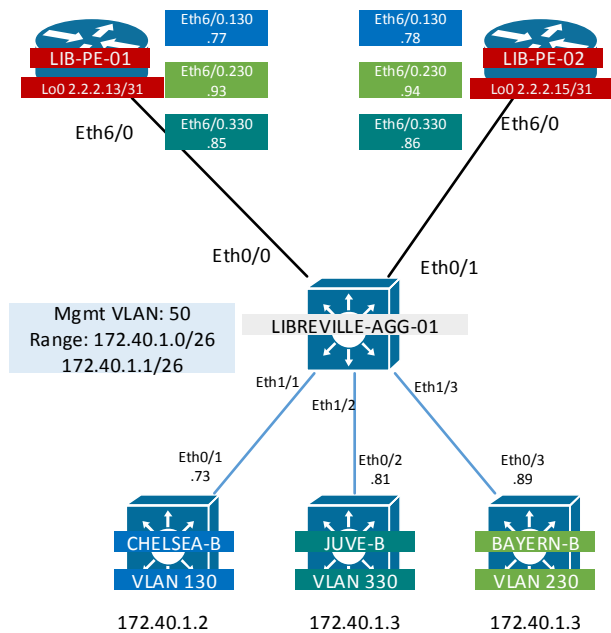 Eth6/0.130
.77
Eth6/0.130
.78
LIB-PE-01
LIB-PE-02
Eth6/0.230
.93
Eth6/0.230
.94
Lo0 2.2.2.13/31
Lo0 2.2.2.15/31
Eth6/0.330
.85
Eth6/0.330
.86
Eth6/0
Eth6/0
Eth0/0
Eth0/1
Mgmt VLAN: 50
Range: 172.40.1.0/26
172.40.1.1/26
LIBREVILLE-AGG-01
Eth1/1
Eth1/2
Eth1/3
Eth0/1
.73
Eth0/2
.81
Eth0/3
.89
CHELSEA-B
JUVE-B
BAYERN-B
VLAN 130
VLAN 330
VLAN 230
172.40.1.2
172.40.1.3
172.40.1.3